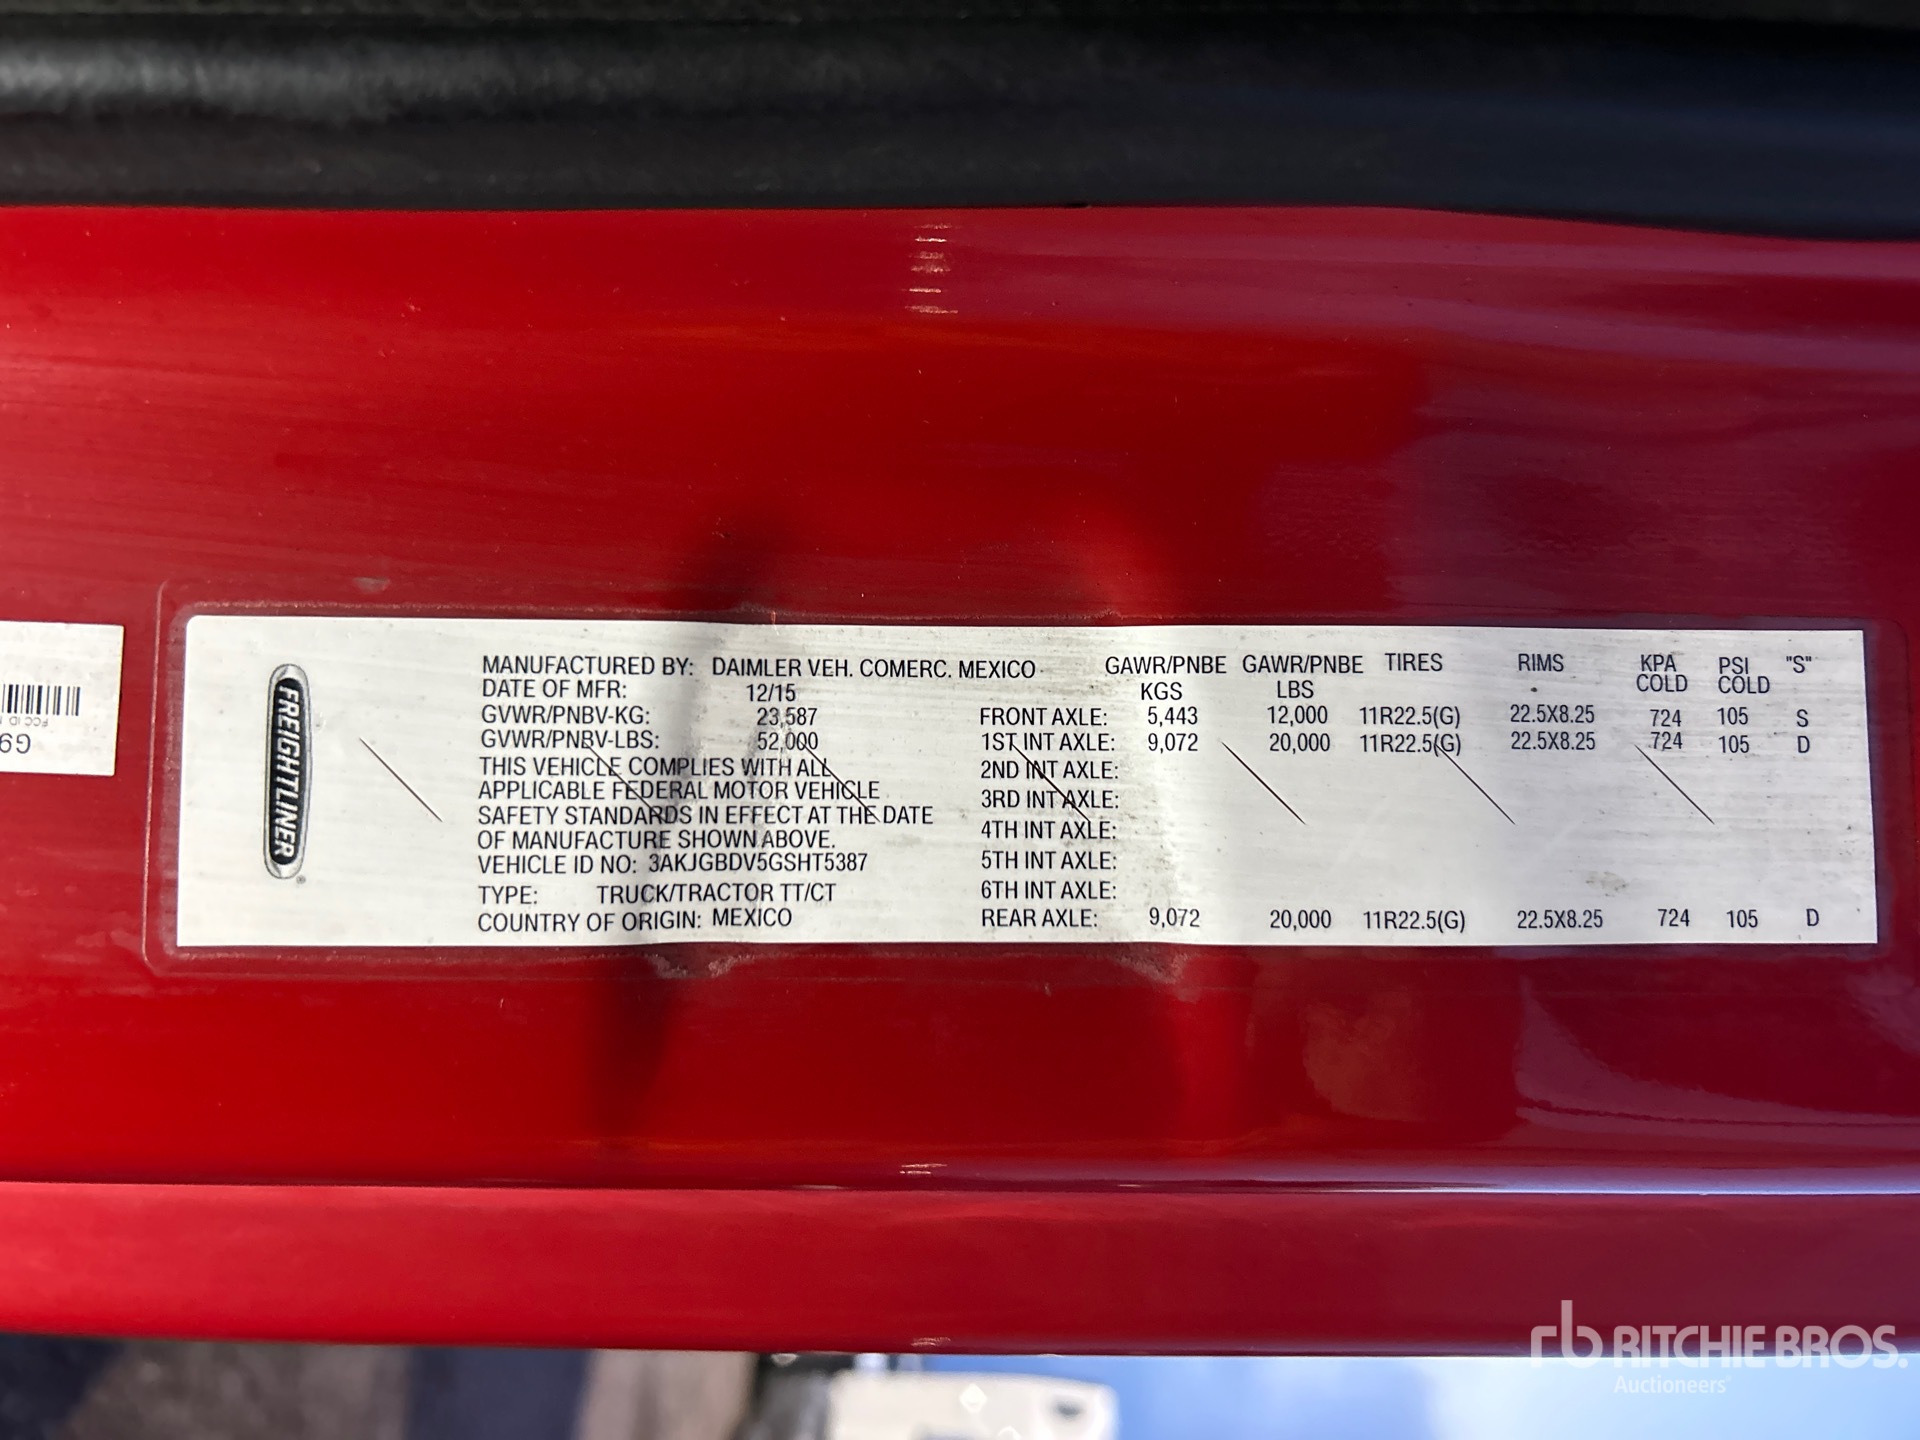 MANUFACTURED BY: DAIMLER VEH. COMERC. MEXICO GAWR/PNBE GAWR/PNBE TIRES RIMS KPA PSI "S"
DATE OF MFR: 12/15 KGS LBS COLD COLD
GVWR/PNBV-KG: 23,587 FRONT AXLE: 5,443 12,000 11R22.5(G) 22.5X8.25 724 105 S
GVWR/PNBV-LBS: 52,000 1ST INT AXLE: 9,072 20,000 11R22.5(G) 22.5X8.25 724 105 D
THIS VEHICLE COMPLIES WITH ALL 2ND INT AXLE:
APPLICABLE FEDERAL MOTOR VEHICLE 3RD INT AXLE:
SAFETY STANDARDS IN EFFECT AT THE DATE 4TH INT AXLE:
OF MANUFACTURE SHOWN ABOVE.
VEHICLE ID NO: 3AKJGBDV5GSHT5387 5TH INT AXLE:
TYPE: TRUCK/TRACTOR TT/CT 6TH INT AXLE:
COUNTRY OF ORIGIN: MEXICO REAR AXLE: 9,072 20,000 11R22.5(G) 22.5X8.25 724 105 D
FREIGHTLINER
®
FCC ID
G9
rb RITCHIE BROS.
Auctioneers